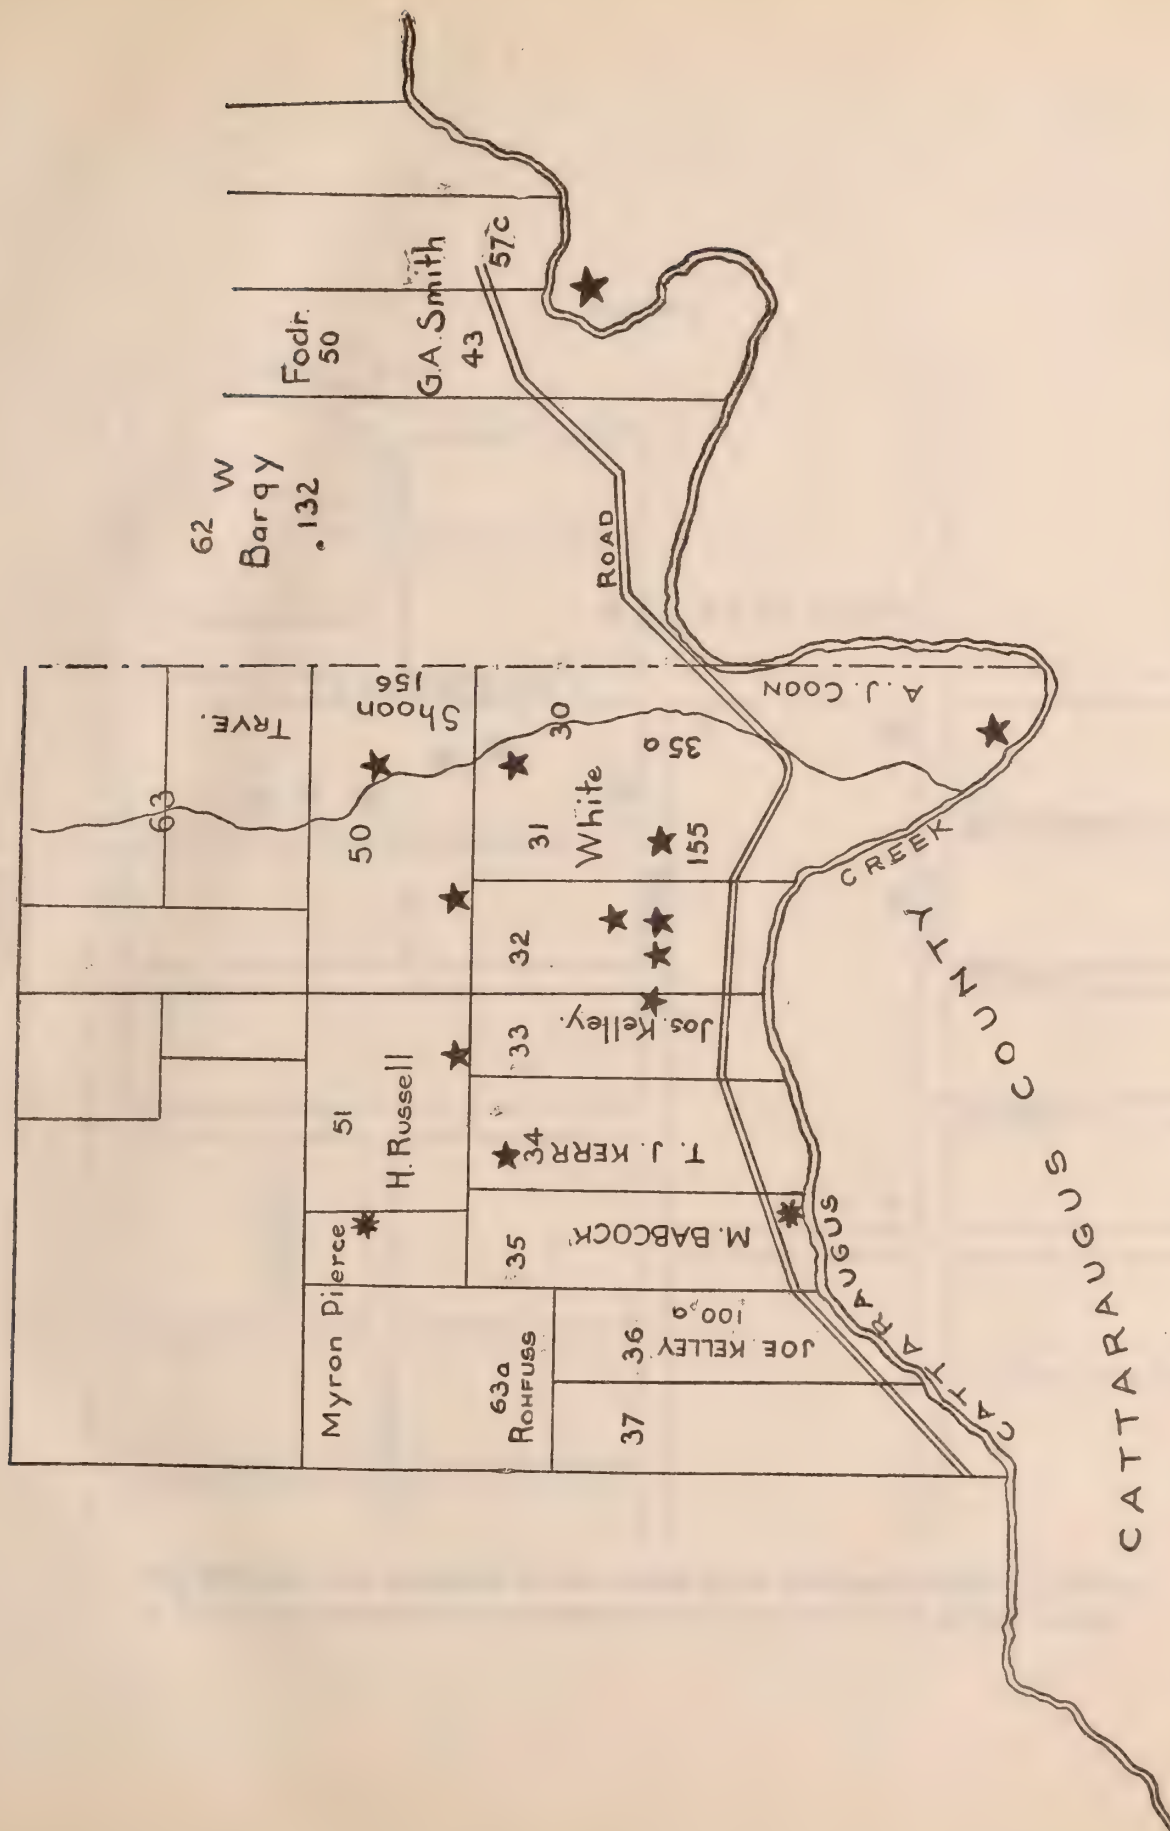 62 W
Barqy
.132
Fodr.
50
G.A. Smith
43
57c
ROAD
63
TRYE.
Shoon
156
50
30
31
White
35a
155
A. J. COON
32
33
Jos. Kelley.
51
H. Russell
34
T. J. KERR
35
M. BABCOCK
Myron Pierce
63a
ROHFUSS
36
JOE KELLEY
100,a
37
CATTARAUGUS CREEK
CATTARAUGUS COUNTY